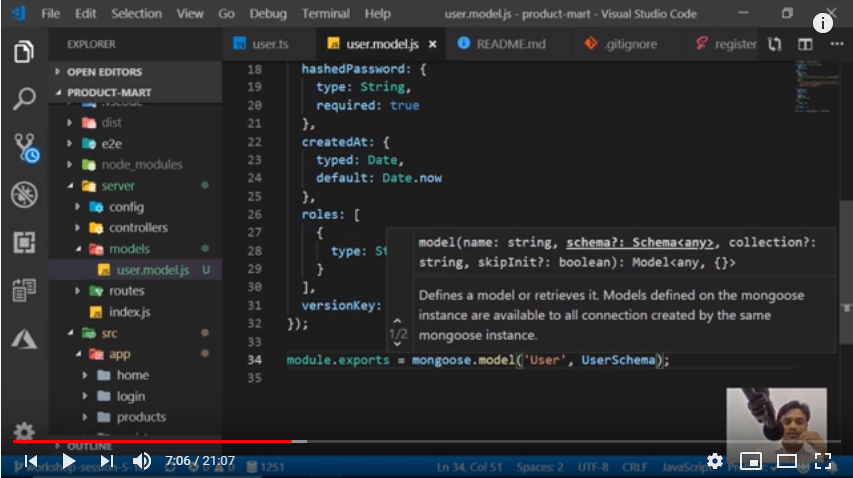 File Edit Selection View Go Debug Terminal Help user.model.js - product-mart - Visual Studio Code
EXPLORER
user.ts user.model.js README.md .gitignore register
OPEN EDITORS
PRODUCT-MART
.vscode
dist
e2e
node_modules
server
config
controllers
models
user.model.js U
routes
index.js
src
app
home
login
products
OUTLINE
18 hashedPassword: {
19 type: String,
20 required: true
21 },
22 createdAt: {
23 typed: Date,
24 default: Date.now
25 },
26 roles: [
27 {
28 type: St
29 }
30 ],
31 versionKey:
32 });
33
34 module.exports = mongoose.model('User', UserSchema);
35
model(name: string, schema?: Schema<any>, collection?:
string, skipInit?: boolean): Model<any, {}>
1/2
Defines a model or retrieves it. Models defined on the mongoose
instance are available to all connection created by the same
mongoose instance.
7:06 / 21:07
workshop-session-5-1 0 0 1251 Ln 34, Col 51 Spaces: 2 UTF-8 CRLF JavaScript